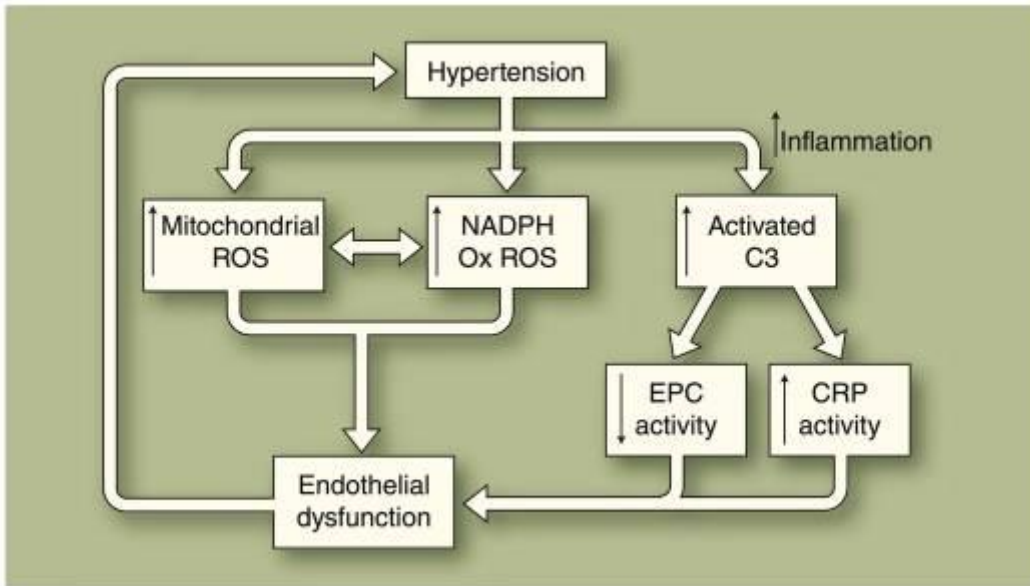 Hypertension
Inflammation
Mitochondrial
ROS
NADPH
Ox ROS
Activated
C3
EPC
activity
CRP
activity
Endothelial
dysfunction